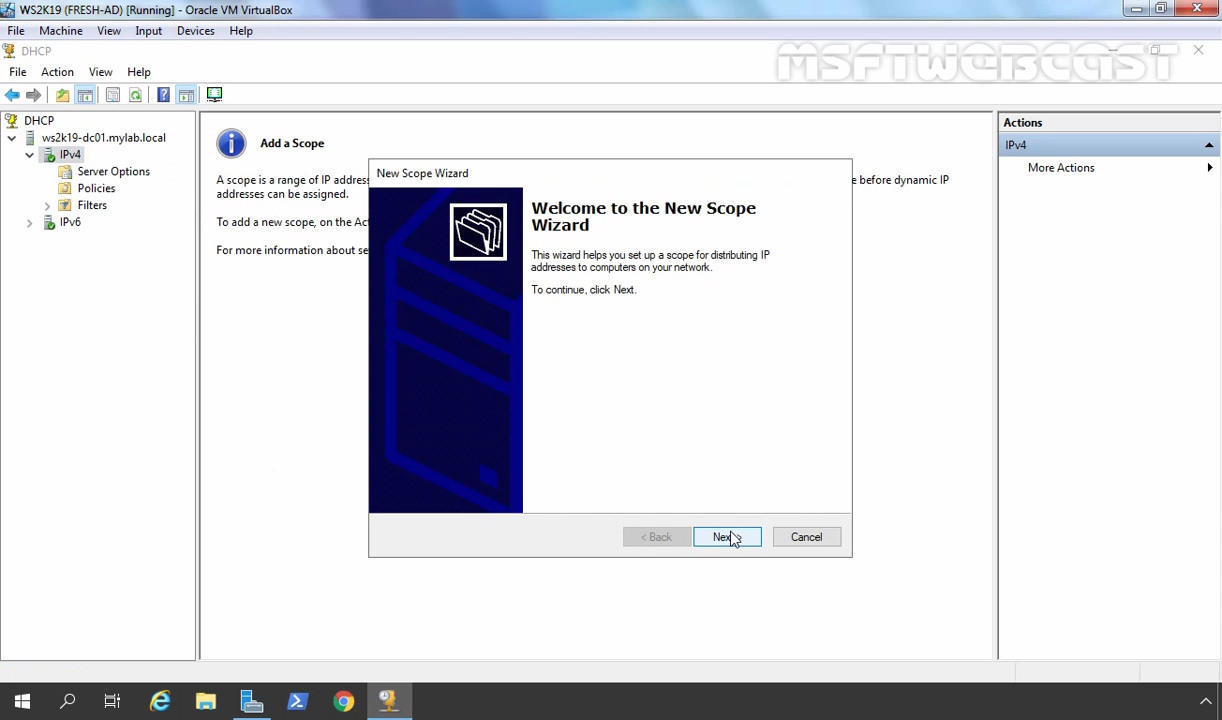 WS2K19 (FRESH-AD) [Running] - Oracle VM VirtualBox
File Machine View Input Devices Help
DHCP
MSFTWEBCAST
File Action View Help
DHCP
ws2k19-dc01.mylab.local
IPv4
Server Options
Policies
Filters
IPv6
Add a Scope
A scope is a range of IP addres
e before dynamic IP
addresses can be assigned.
To add a new scope, on the Act
For more information about se
New Scope Wizard
Welcome to the New Scope
Wizard
This wizard helps you set up a scope for distributing IP
addresses to computers on your network.
To continue, click Next.
< Back Next > Cancel
Actions
IPv4
More Actions